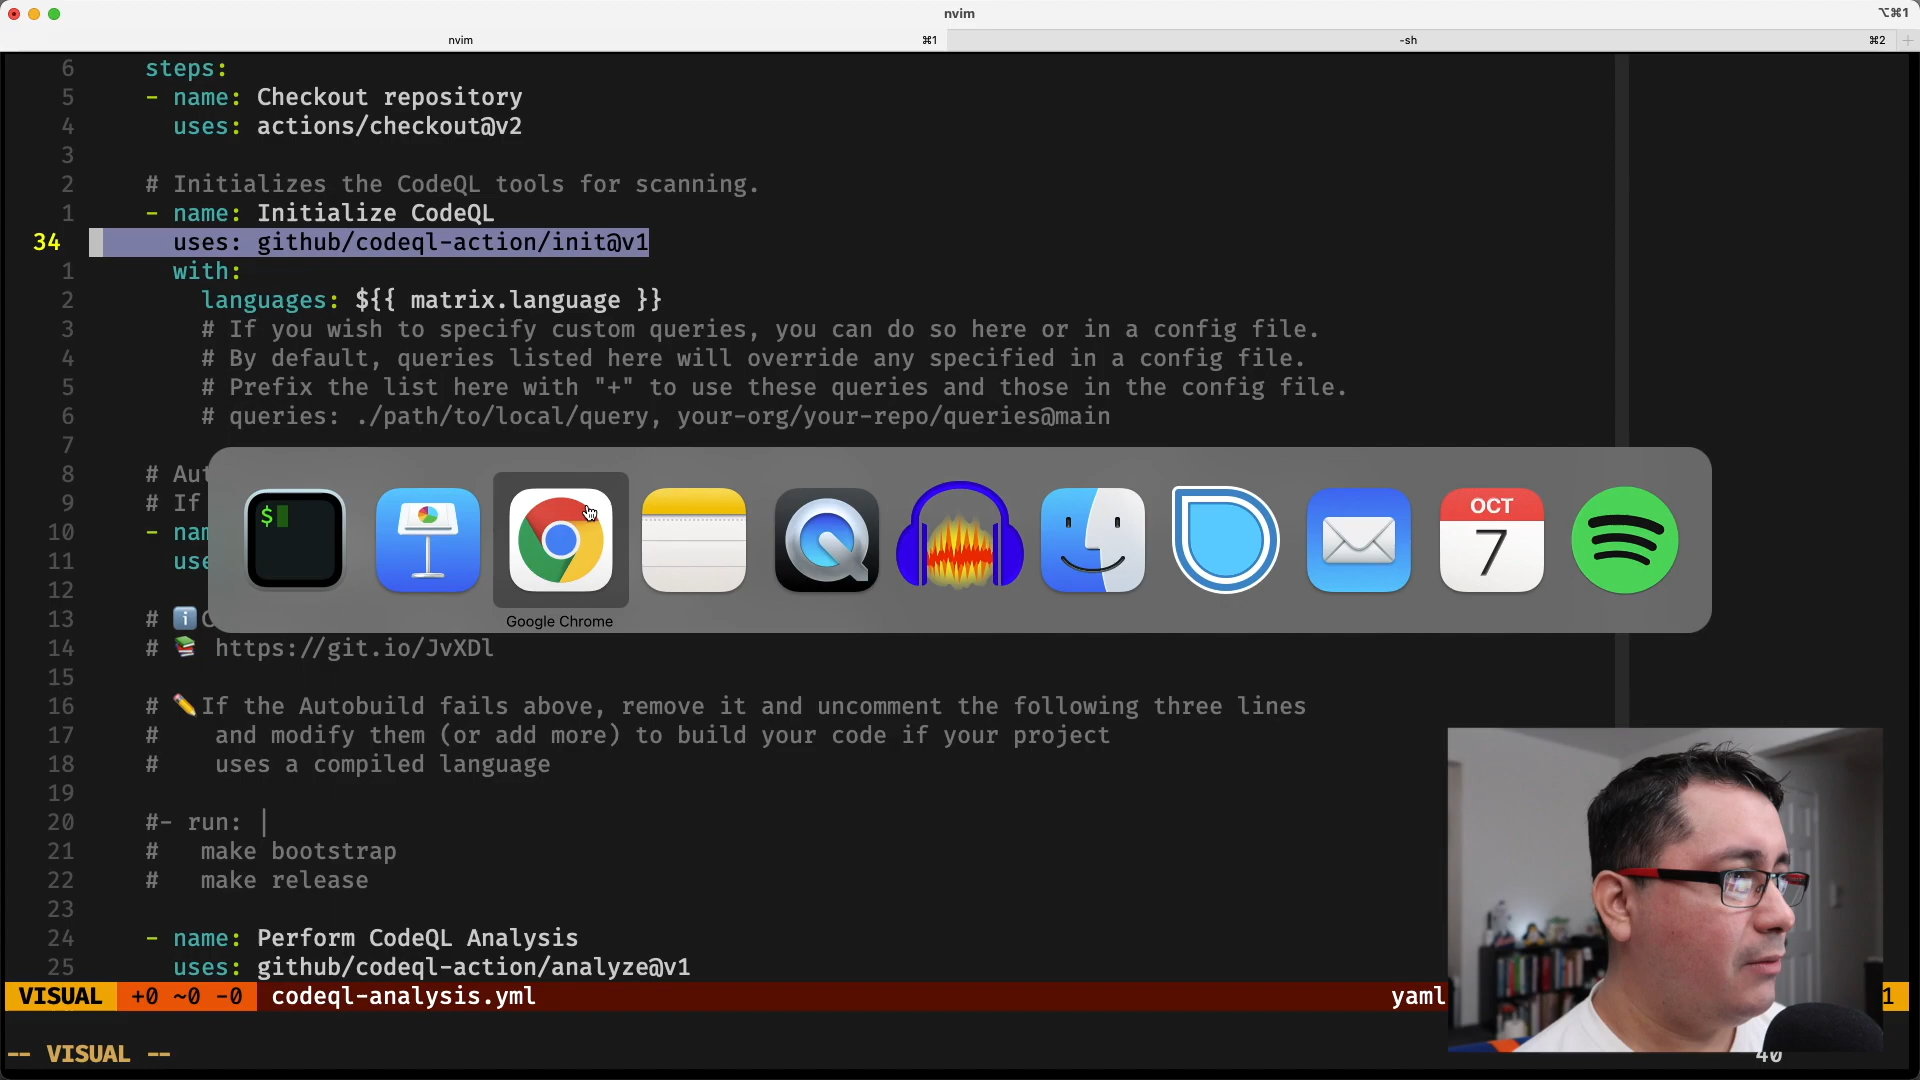 nvim
⌥⌘1
nvim ⌘1 -sh ⌘2 +
6 steps:
5 - name: Checkout repository
4 uses: actions/checkout@v2
3
2 # Initializes the CodeQL tools for scanning.
1 - name: Initialize CodeQL
34 uses: github/codeql-action/init@v1
1 with:
2 languages: ${{ matrix.language }}
3 # If you wish to specify custom queries, you can do so here or in a config file.
4 # By default, queries listed here will override any specified in a config file.
5 # Prefix the list here with "+" to use these queries and those in the config file.
6 # queries: ./path/to/local/query, your-org/your-repo/queries@main
7
8 # Aut
9 # If
10 - nam
11 use
12
13 # ℹ️
14 # 📚 https://git.io/JvXDl
15
16 # ✏️ If the Autobuild fails above, remove it and uncomment the following three lines
17 # and modify them (or add more) to build your code if your project
18 # uses a compiled language
19
20 #- run: |
21 # make bootstrap
22 # make release
23
24 - name: Perform CodeQL Analysis
25 uses: github/codeql-action/analyze@v1
$
OCT
7
Google Chrome
VISUAL +0 ~0 -0 codeql-analysis.yml yaml 1
-- VISUAL -- 40